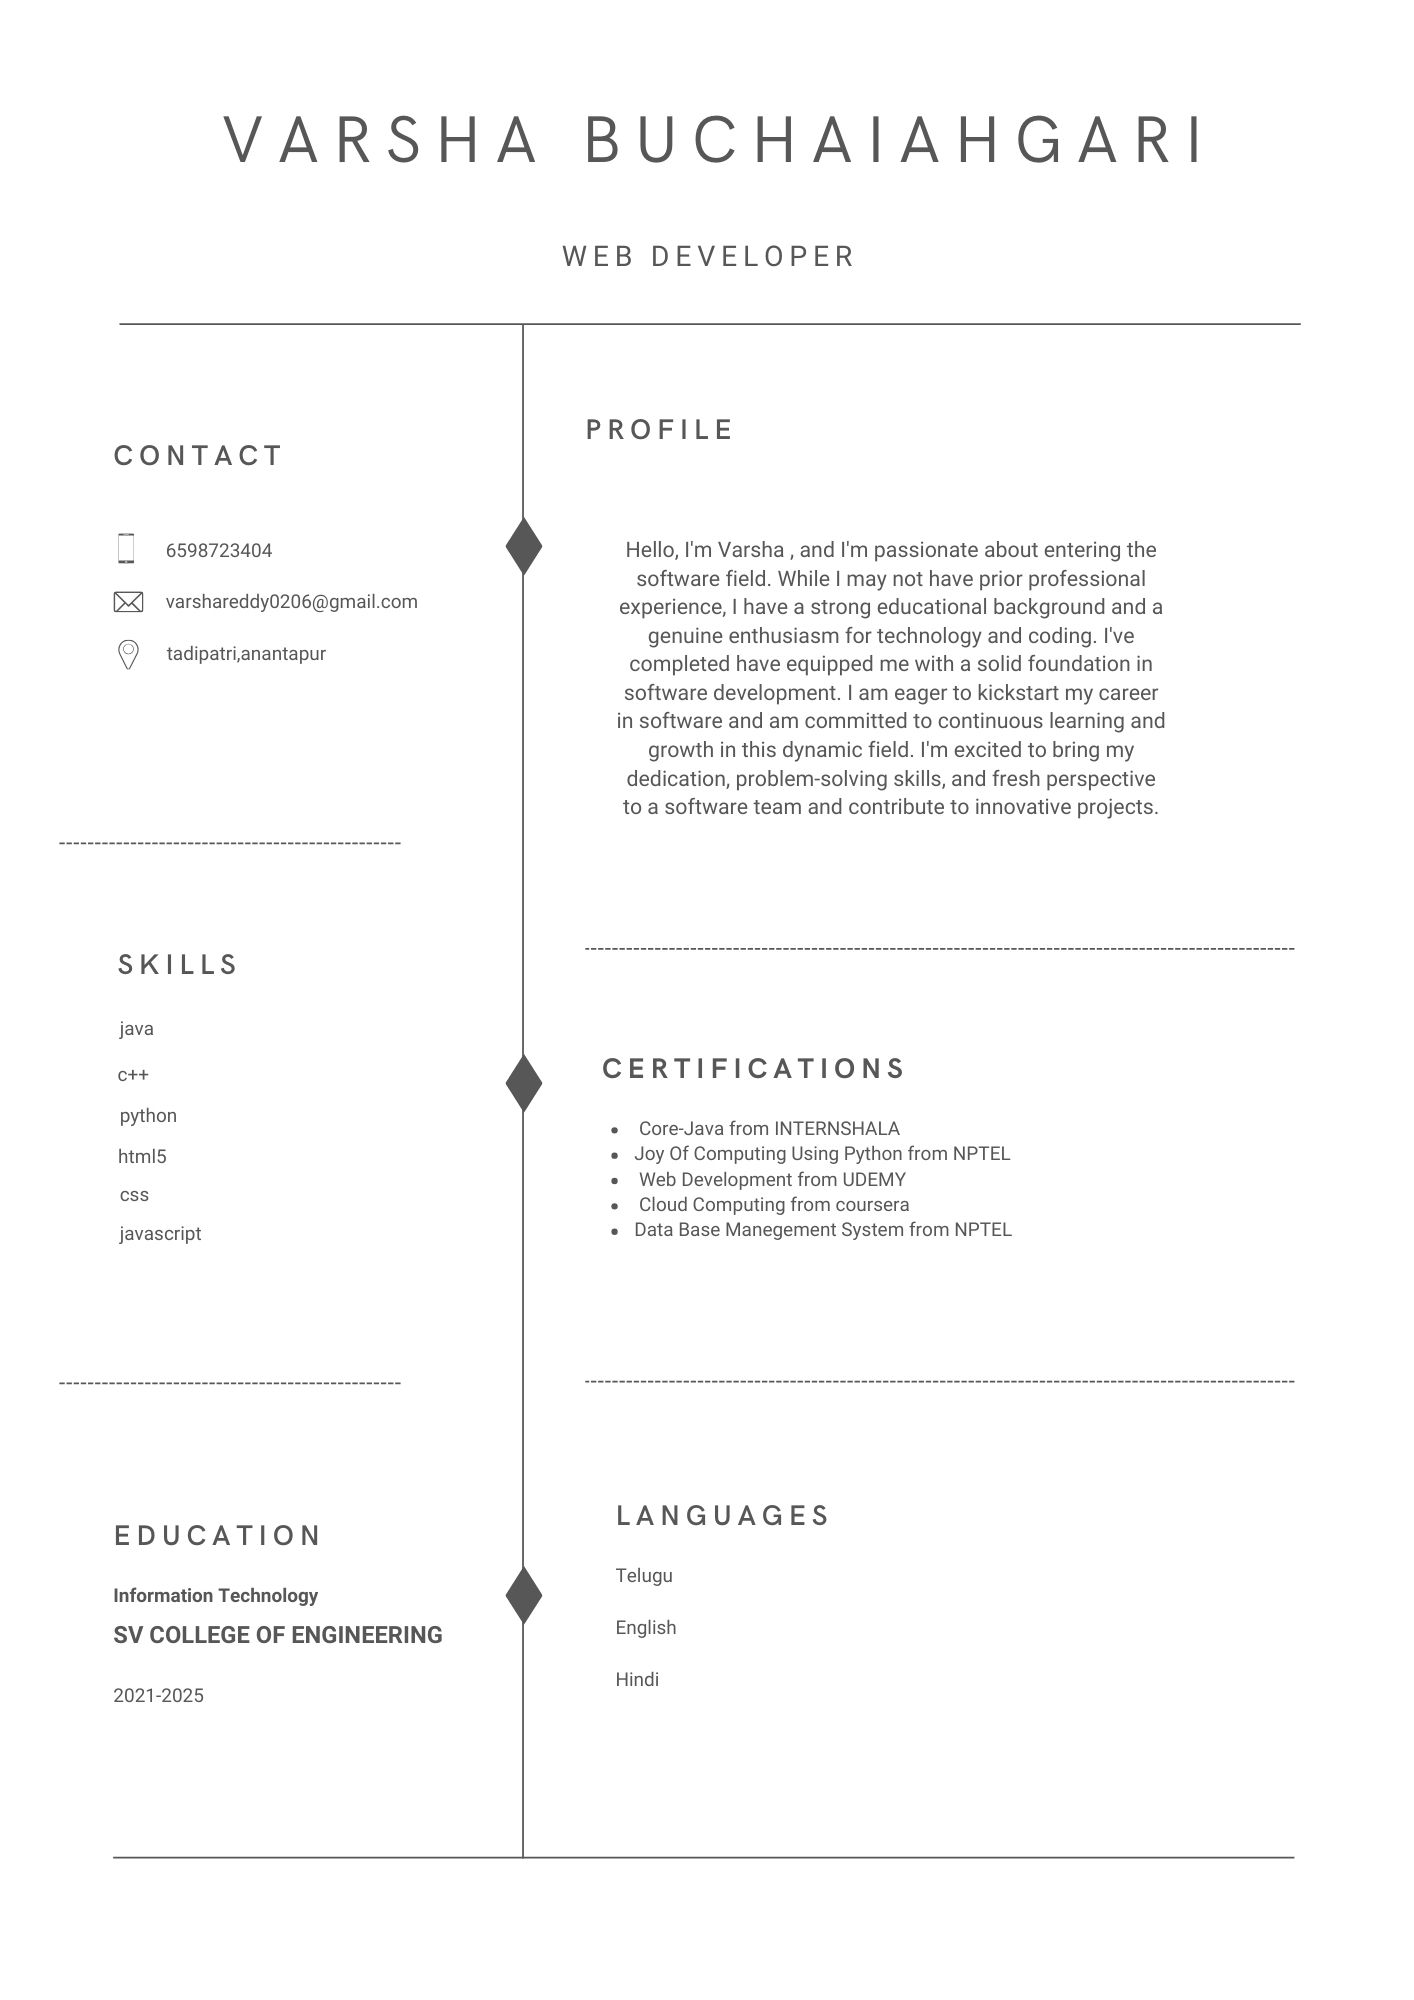 VARSHA BUCHAIAHGARI
WEB DEVELOPER
CONTACT
6598723404
varshareddy0206@gmail.com
tadipatri,anantapur
SKILLS
java
c++
python
html5
css
javascript
EDUCATION
Information Technology
SV COLLEGE OF ENGINEERING
2021-2025
PROFILE
Hello, I'm Varsha , and I'm passionate about entering the
software field. While I may not have prior professional
experience, I have a strong educational background and a
genuine enthusiasm for technology and coding. I've
completed have equipped me with a solid foundation in
software development. I am eager to kickstart my career
in software and am committed to continuous learning and
growth in this dynamic field. I'm excited to bring my
dedication, problem-solving skills, and fresh perspective
to a software team and contribute to innovative projects.
CERTIFICATIONS
• Core-Java from INTERNSHALA
• Joy Of Computing Using Python from NPTEL
• Web Development from UDEMY
• Cloud Computing from coursera
• Data Base Manegement System from NPTEL
LANGUAGES
Telugu
English
Hindi